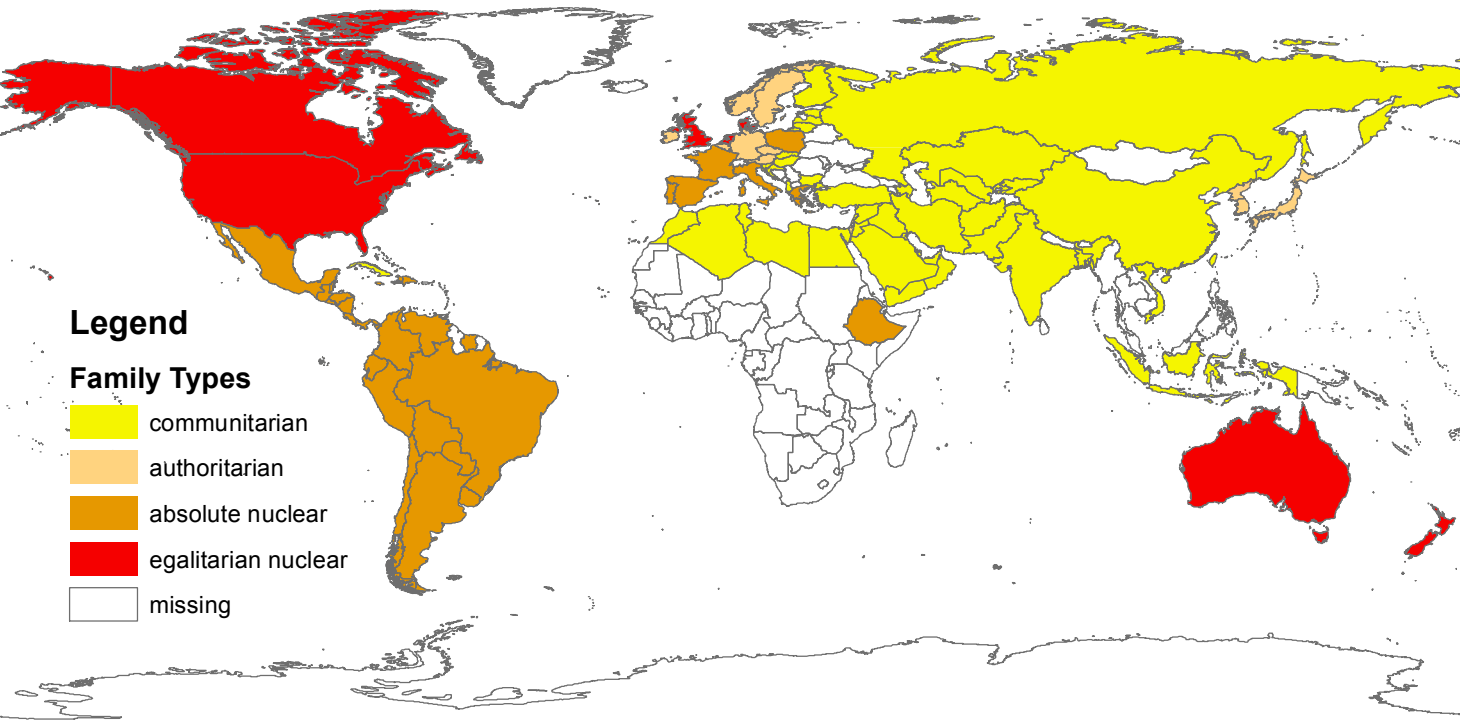 Legend
Family Types
communitarian
authoritarian
absolute nuclear
egalitarian nuclear
missing